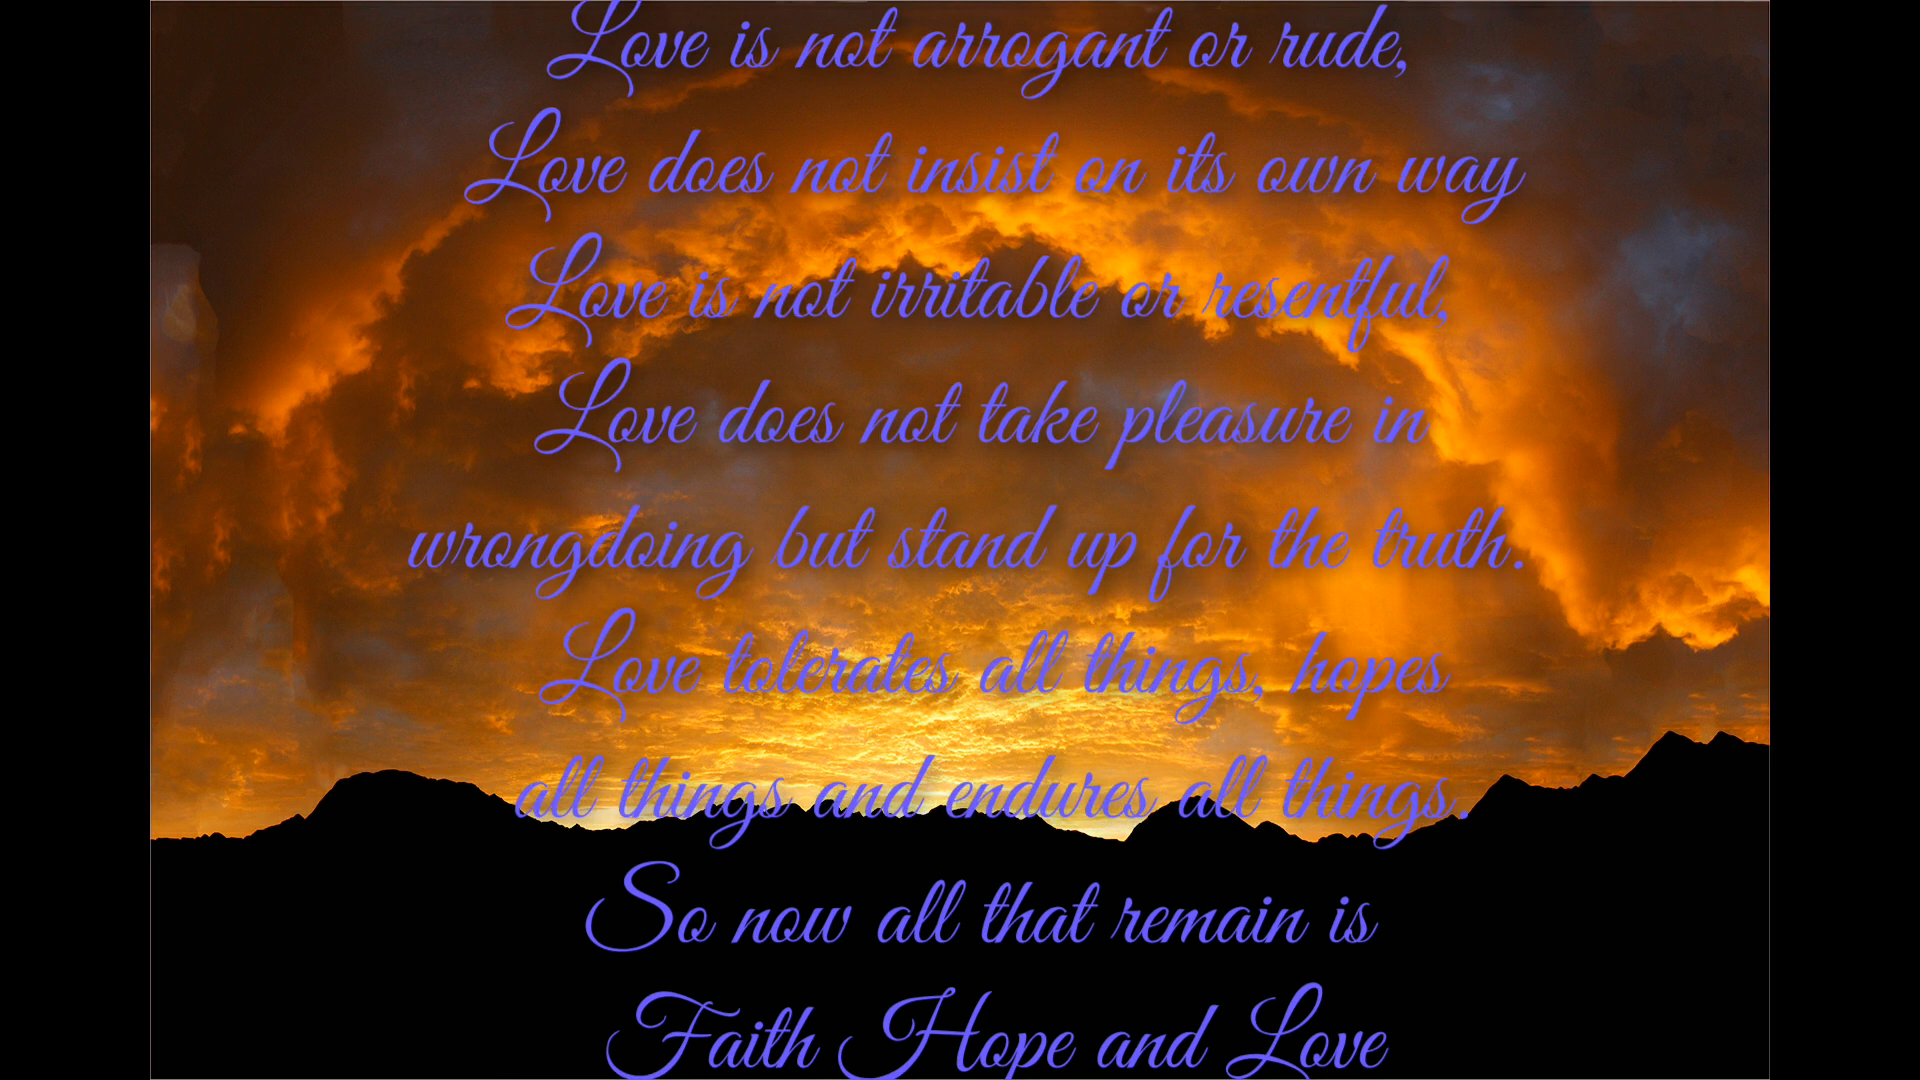 Love is not arrogant or rude,
Love does not insist on its own way
Love is not irritable or resentful,
Love does not take pleasure in
wrongdoing but stand up for the truth.
Love tolerates all things, hopes
all things and endures all things.
So now all that remain is
Faith Hope and Love